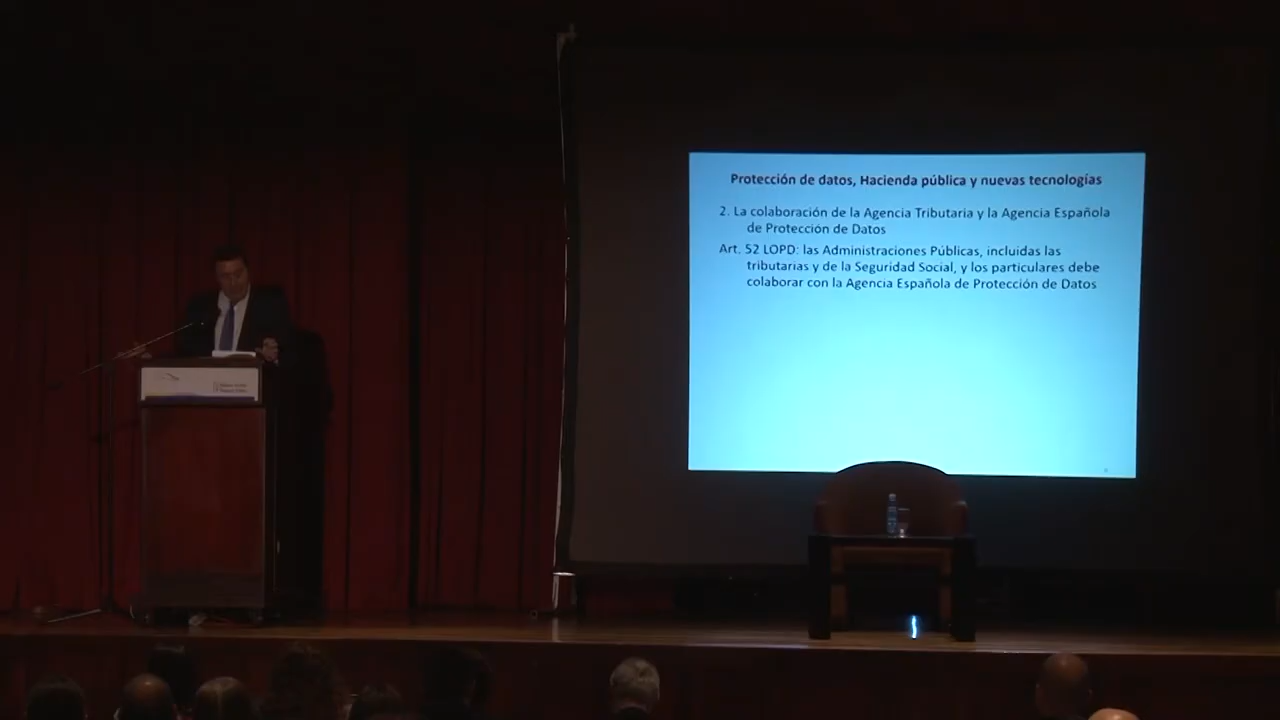 Protección de datos, Hacienda pública y nuevas tecnologías
2. La colaboración de la Agencia Tributaria y la Agencia Española
de Protección de Datos
Art. 52 LOPD: las Administraciones Públicas, incluidas las
tributarias y de la Seguridad Social, y los particulares debe
colaborar con la Agencia Española de Protección de Datos